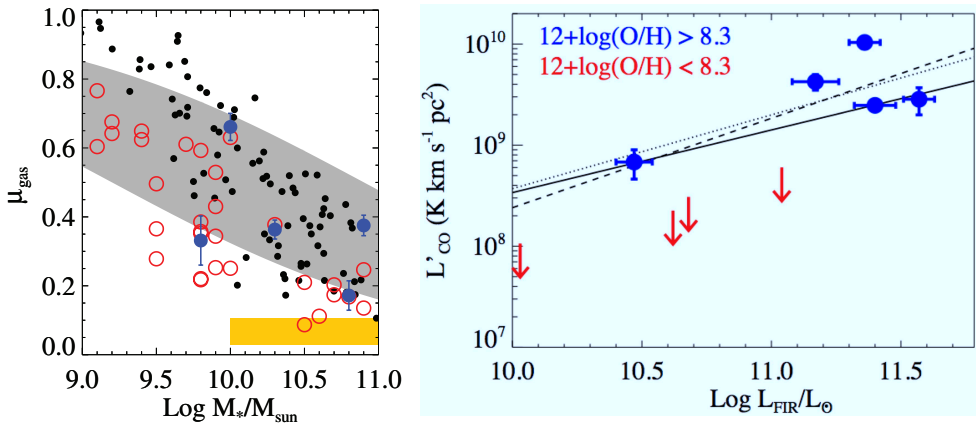 1.0
0.8
0.6
0.4
0.2
0.0
μgas
9.0 9.5 10.0 10.5 11.0
Log M*/Msun
12+log(O/H) > 8.3
12+log(O/H) < 8.3
10^10
10^9
10^8
10^7
L'CO (K km s^-1 pc^2)
10.0 10.5 11.0 11.5
Log LFIR/L⊙